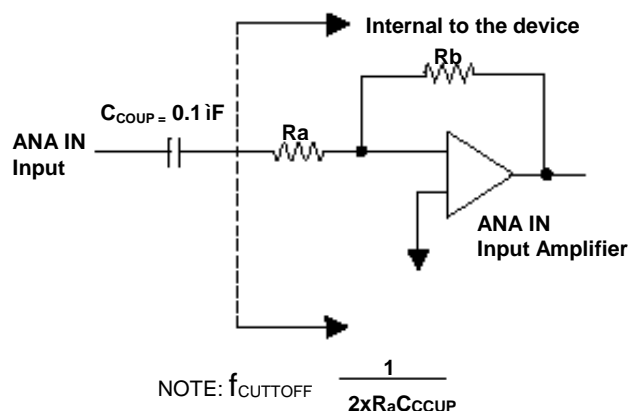 Internal to the device
Rb
CCOUP = 0.1 ìF
Ra
ANA IN
Input
ANA IN
Input Amplifier
NOTE: fCUTTOFF 1
2xRaCCCUP